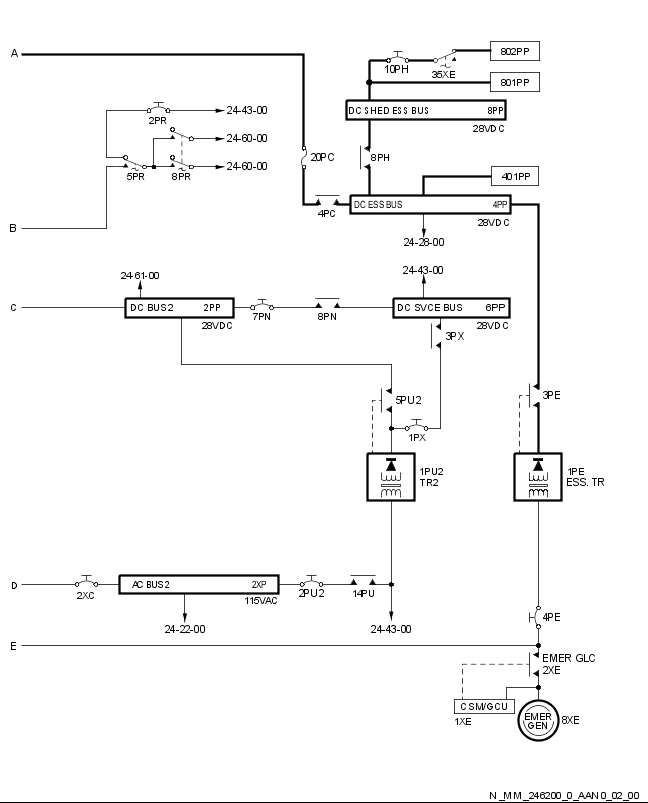 A
802PP
10PH
35XE
801PP
DC SHED ESS BUS 8PP
28VDC
2PR
24-43-00
24-60-00
24-60-00
5PR
8PR
20PC
8PH
401PP
4PC
DC ESS BUS 4PP
28VDC
B
24-28-00
24-61-00
24-43-00
C
DC BUS 2 2PP
28VDC
7PN
8PN
DC SVCE BUS 6PP
28VDC
3PX
5PU2
3PE
1PX
1PU2
TR2
1PE
ESS. TR
D
2XC
AC BUS 2 2XP
115VAC
2PU2
14PU
24-22-00
24-43-00
4PE
E
EMER GLC
2XE
CSM/GCU
1XE
EMER
GEN
8XE
N_MM_246200_0_AAN0_02_00